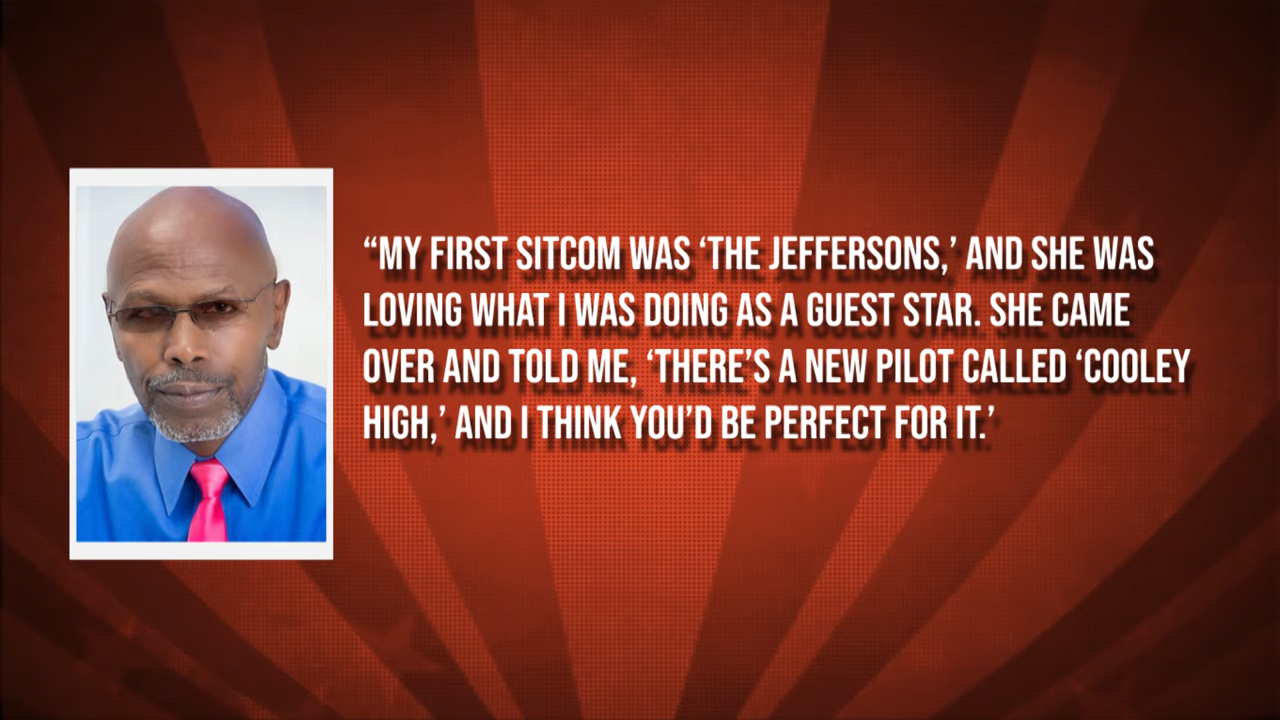 “MY FIRST SITCOM WAS ‘THE JEFFERSONS,’ AND SHE WAS
LOVING WHAT I WAS DOING AS A GUEST STAR. SHE CAME
OVER AND TOLD ME, ‘THERE’S A NEW PILOT CALLED ‘COOLEY
HIGH,’ AND I THINK YOU’D BE PERFECT FOR IT.’